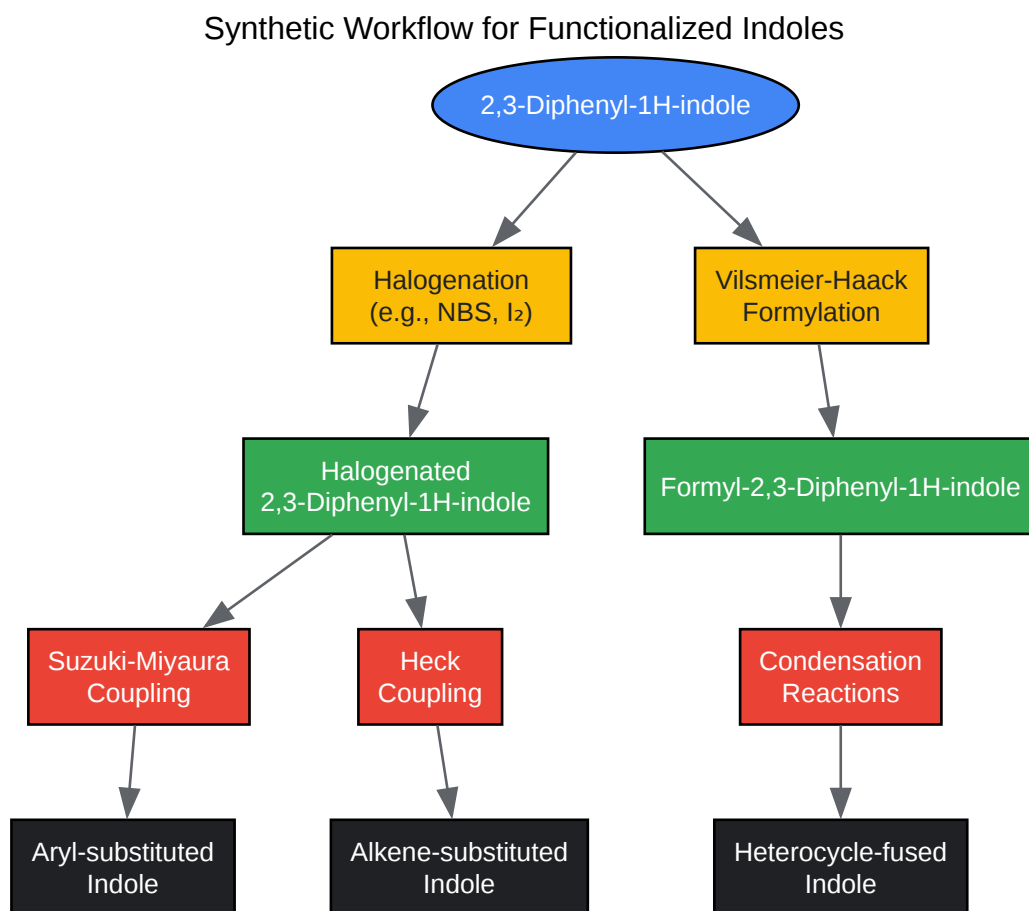 Synthetic Workflow for Functionalized Indoles
2,3-Diphenyl-1H-indole
Halogenation
(e.g., NBS, I₂)
Vilsmeier-Haack
Formylation
Halogenated
2,3-Diphenyl-1H-indole
Formyl-2,3-Diphenyl-1H-indole
Suzuki-Miyaura
Coupling
Heck
Coupling
Condensation
Reactions
Aryl-substituted
Indole
Alkene-substituted
Indole
Heterocycle-fused
Indole